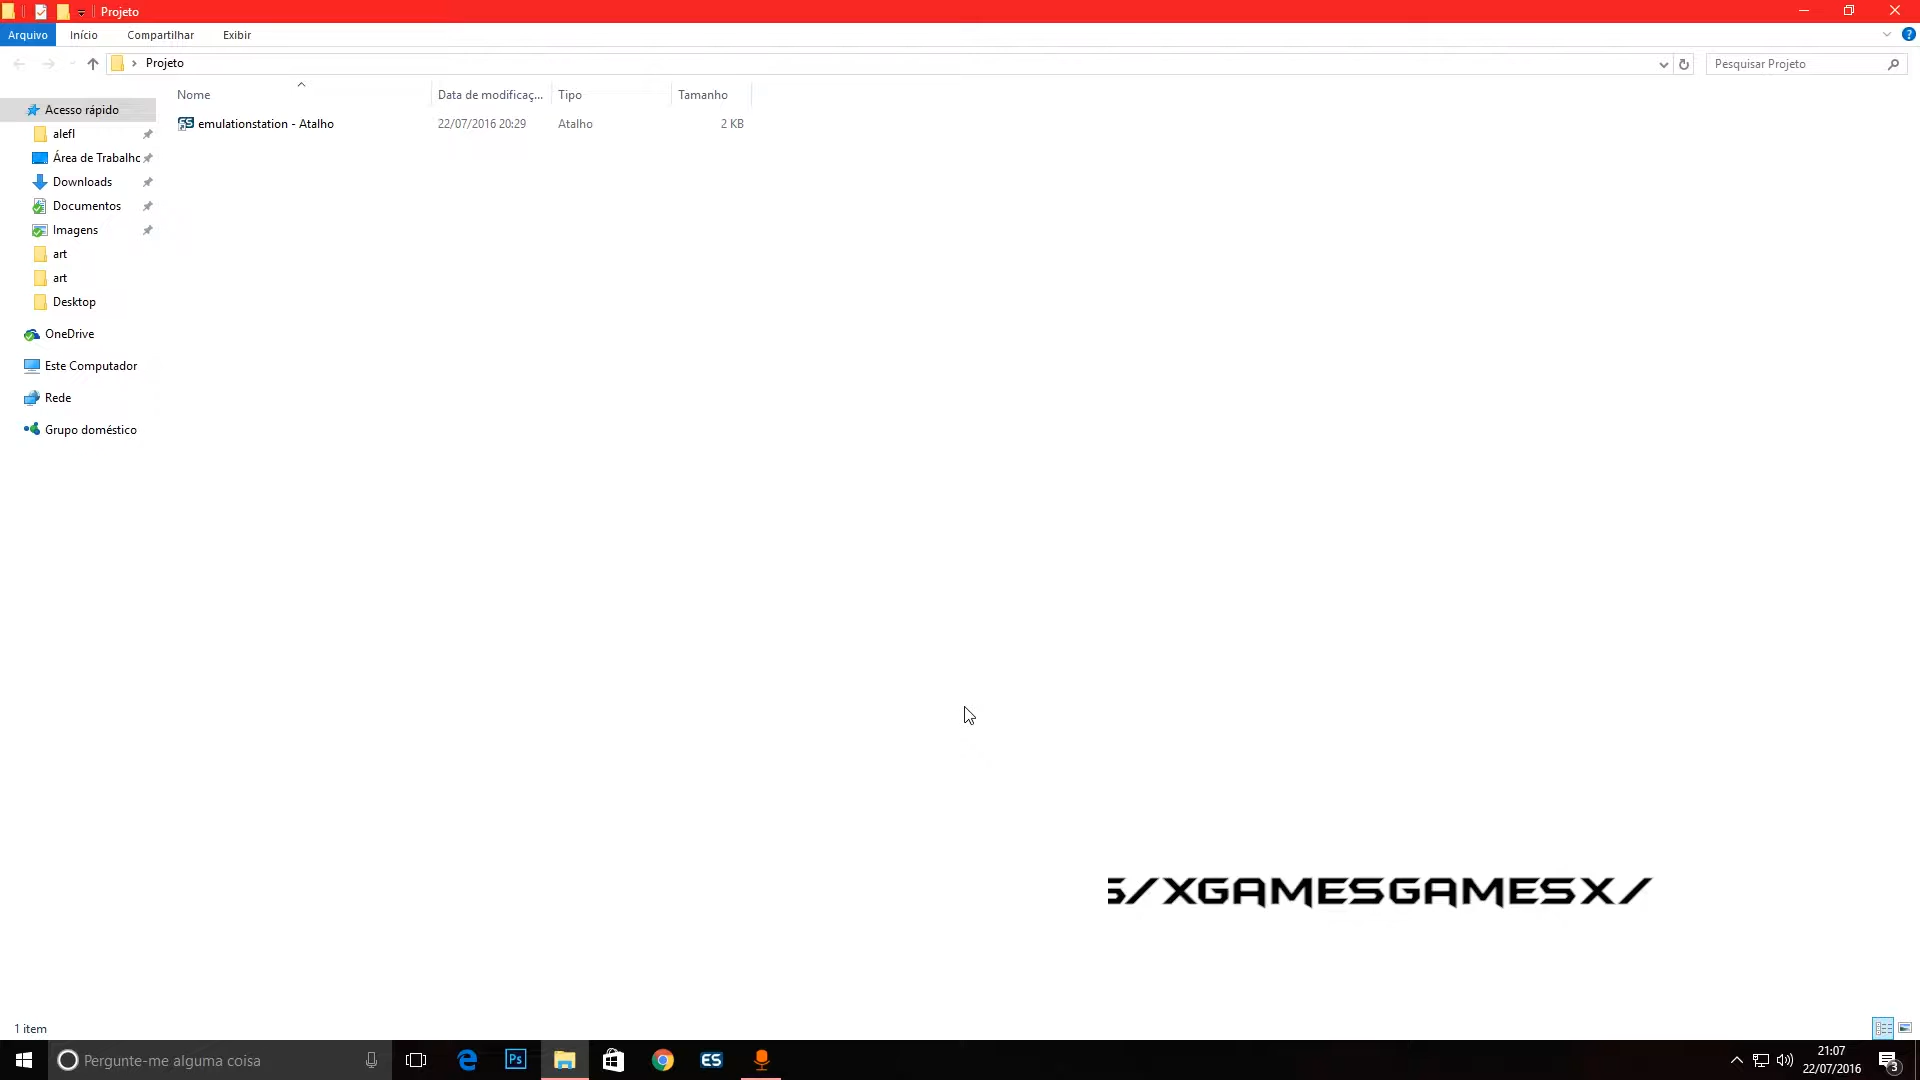 Projeto
Arquivo Início Compartilhar Exibir
Projeto
Pesquisar Projeto
Nome Data de modificaç... Tipo Tamanho
emulationstation - Atalho 22/07/2016 20:29 Atalho 2 KB
Acesso rápido
alefl
Área de Trabalho
Downloads
Documentos
Imagens
art
art
Desktop
OneDrive
Este Computador
Rede
Grupo doméstico
/XGAMESGAMESX/
1 item
Pergunte-me alguma coisa
Ps
ES
21:07
22/07/2016
3